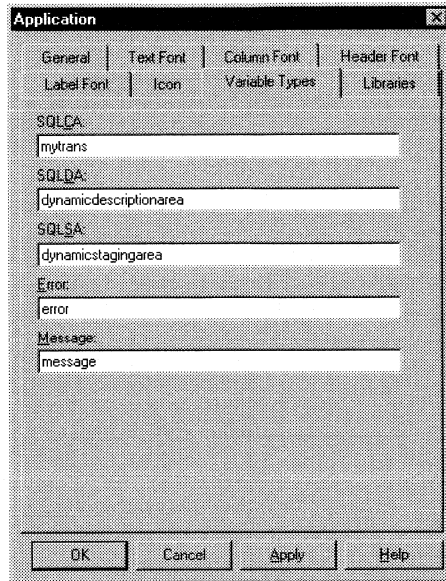 Application
General Text Font Column Font Header Font
Label Font Icon Variable Types Libraries
SQLCA:
mytrans
SQLDA:
dynamicdescriptionarea
SQLSA:
dynamicstagingarea
Error:
error
Message:
message
OK Cancel Apply Help